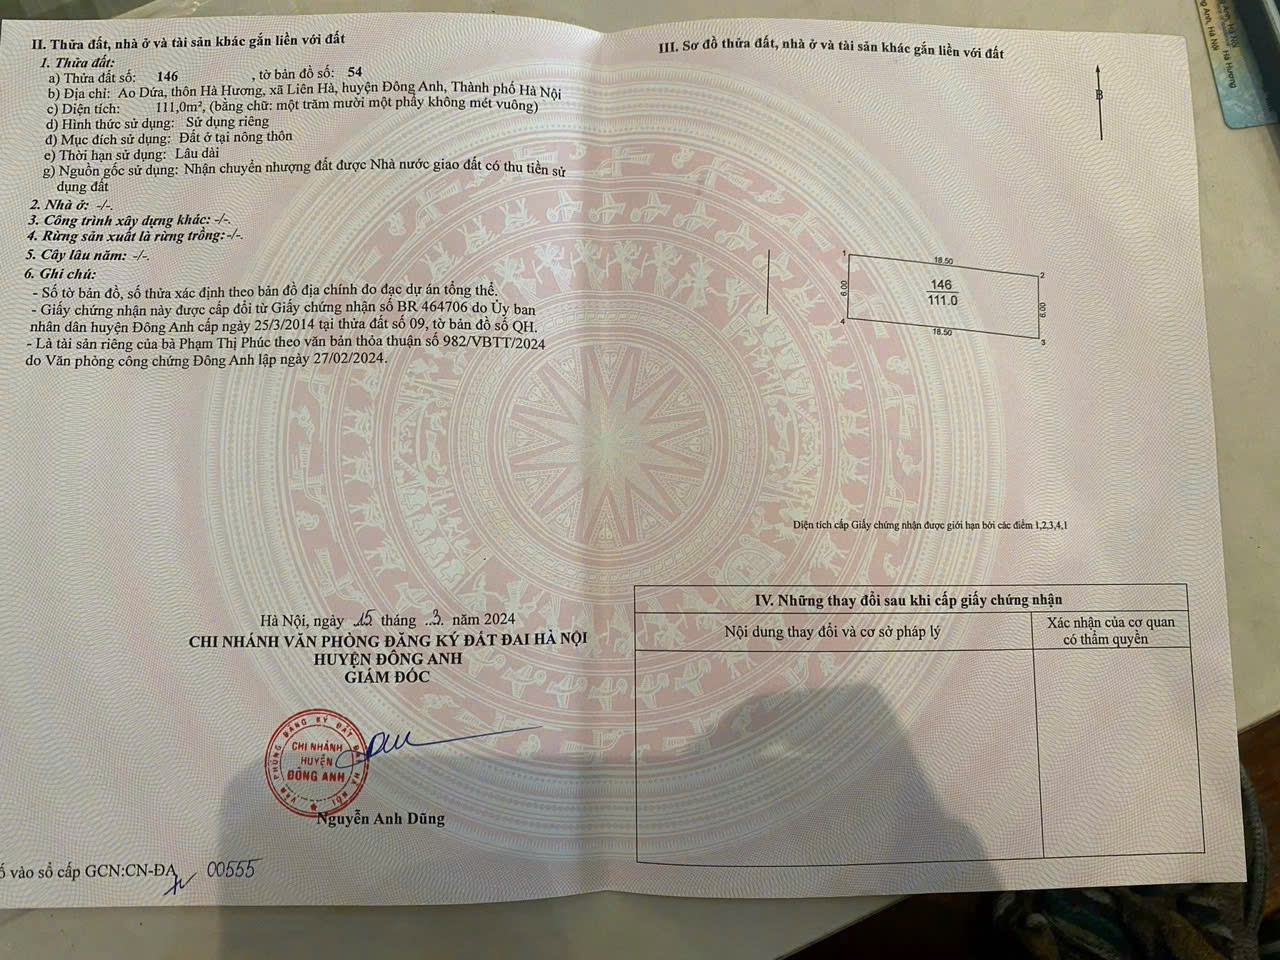 II. Thửa đất, nhà ở và tài sản khác gắn liền với đất
1. Thửa đất:
a) Thửa đất số: 146 , tờ bản đồ số: 54
b) Địa chỉ: Ao Dứa, thôn Hà Hương, xã Liên Hà, huyện Đông Anh, Thành phố Hà Nội
c) Diện tích: 111,0m², (bằng chữ: một trăm mười một phẩy không mét vuông)
d) Hình thức sử dụng: Sử dụng riêng
đ) Mục đích sử dụng: Đất ở tại nông thôn
e) Thời hạn sử dụng: Lâu dài
g) Nguồn gốc sử dụng: Nhận chuyển nhượng đất được Nhà nước giao đất có thu tiền sử
dụng đất
2. Nhà ở: -/-.
3. Công trình xây dựng khác: -/-.
4. Rừng sản xuất là rừng trồng: -/-.
5. Cây lâu năm: -/-.
6. Ghi chú:
- Số tờ bản đồ, số thửa xác định theo bản đồ địa chính đo đạc dự án tổng thể.
- Giấy chứng nhận này được cấp đổi từ Giấy chứng nhận số BR 464706 do Ủy ban
nhân dân huyện Đông Anh cấp ngày 25/3/2014 tại thửa đất số 09, tờ bản đồ số QH.
- Là tài sản riêng của bà Phạm Thị Phúc theo văn bản thỏa thuận số 982/VBTT/2024
do Văn phòng công chứng Đông Anh lập ngày 27/02/2024.
Hà Nội, ngày 15 tháng 3. năm 2024
CHI NHÁNH VĂN PHÒNG ĐĂNG KÝ ĐẤT ĐAI HÀ NỘI
HUYỆN ĐÔNG ANH
GIÁM ĐỐC
VĂN PHÒNG ĐĂNG KÝ ĐẤT ĐAI HÀ NỘI
CHI NHÁNH
HUYỆN
ĐÔNG ANH
Nguyễn Anh Dũng
ố vào sổ cấp GCN:CN-ĐA 00555
III. Sơ đồ thửa đất, nhà ở và tài sản khác gắn liền với đất
B
1
18.50
2
6.00
146
111.0
6.00
4
18.50
3
Diện tích cấp Giấy chứng nhận được giới hạn bởi các điểm 1,2,3,4,1
IV. Những thay đổi sau khi cấp giấy chứng nhận
Nội dung thay đổi và cơ sở pháp lý
Xác nhận của cơ quan
có thẩm quyền
Hà Hương
Anh, Hà Nội